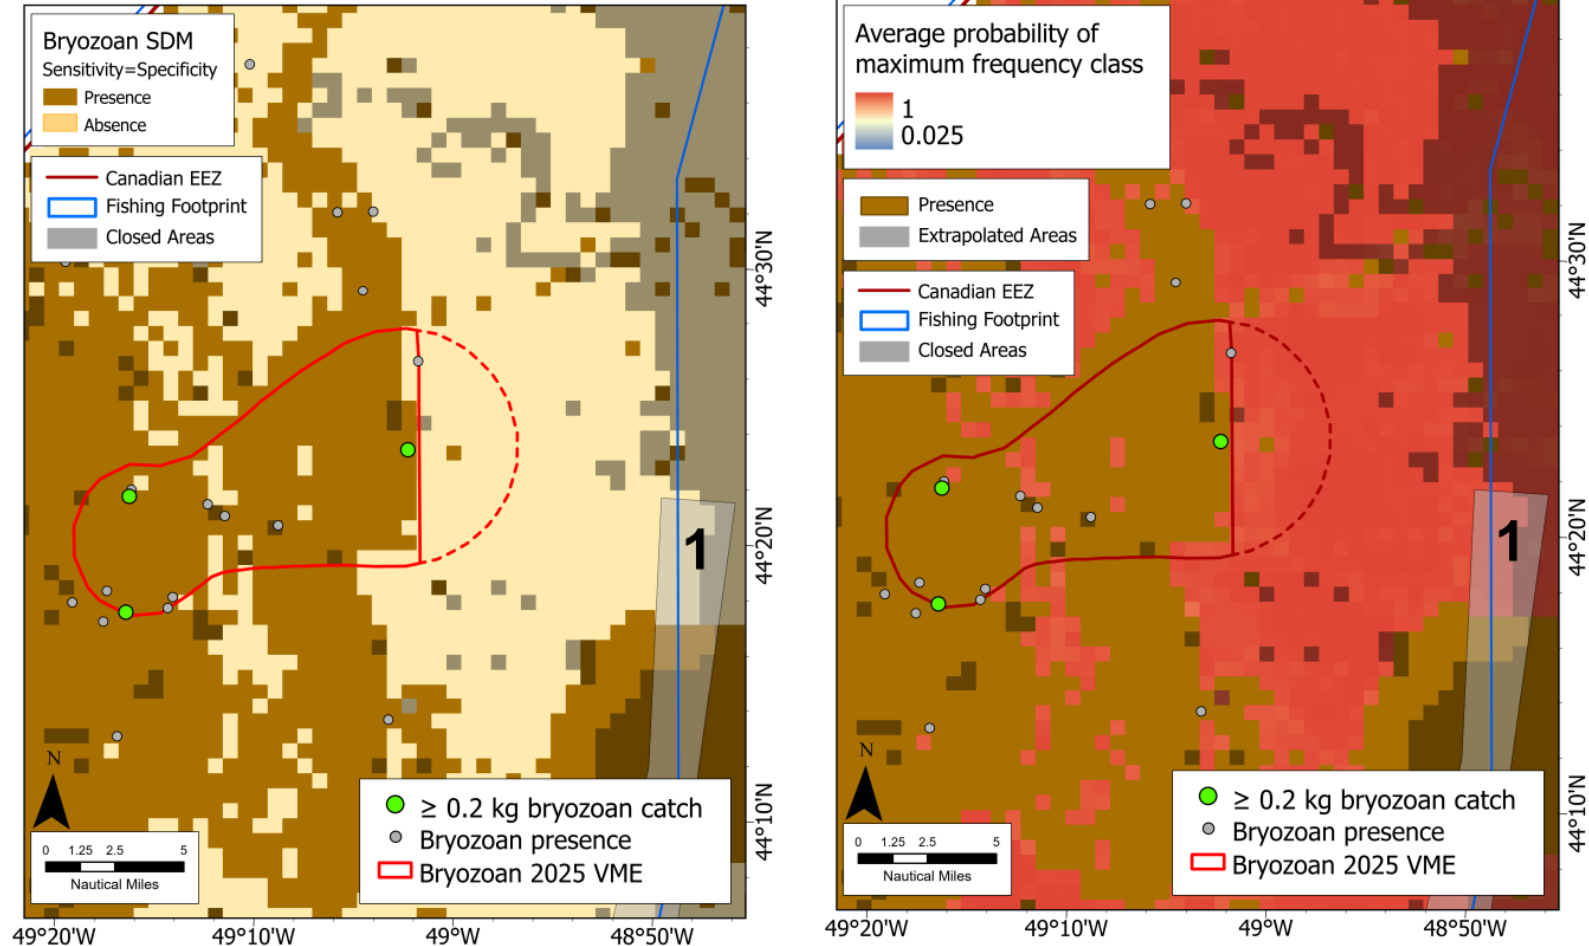 Bryozoan SDM
Sensitivity=Specificity
Presence
Absence
Canadian EEZ
Fishing Footprint
Closed Areas
1
N
0 1.25 2.5 5
Nautical Miles
≥ 0.2 kg bryozoan catch
Bryozoan presence
Bryozoan 2025 VME
44°30'N
44°20'N
44°10'N
49°20'W
49°10'W
49°W
48°50'W
Average probability of
maximum frequency class
1
0.025
Presence
Extrapolated Areas
Canadian EEZ
Fishing Footprint
Closed Areas
1
N
0 1.25 2.5 5
Nautical Miles
≥ 0.2 kg bryozoan catch
Bryozoan presence
Bryozoan 2025 VME
44°30'N
44°20'N
44°10'N
49°20'W
49°10'W
49°W
48°50'W